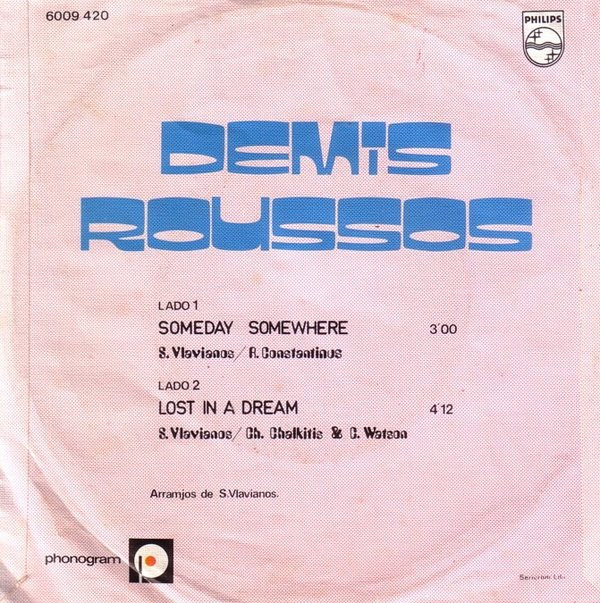 6009 420
PHILIPS
DEMIS
ROUSSOS
LADO 1
SOMEDAY SOMEWHERE 3'00
S. Vlavianos / A. Constantinus
LADO 2
LOST IN A DREAM 4'12
S. Vlavianos / Ch. Chalkitis & C. Watson
Arramjos de S.Vlavianos.
phonogram